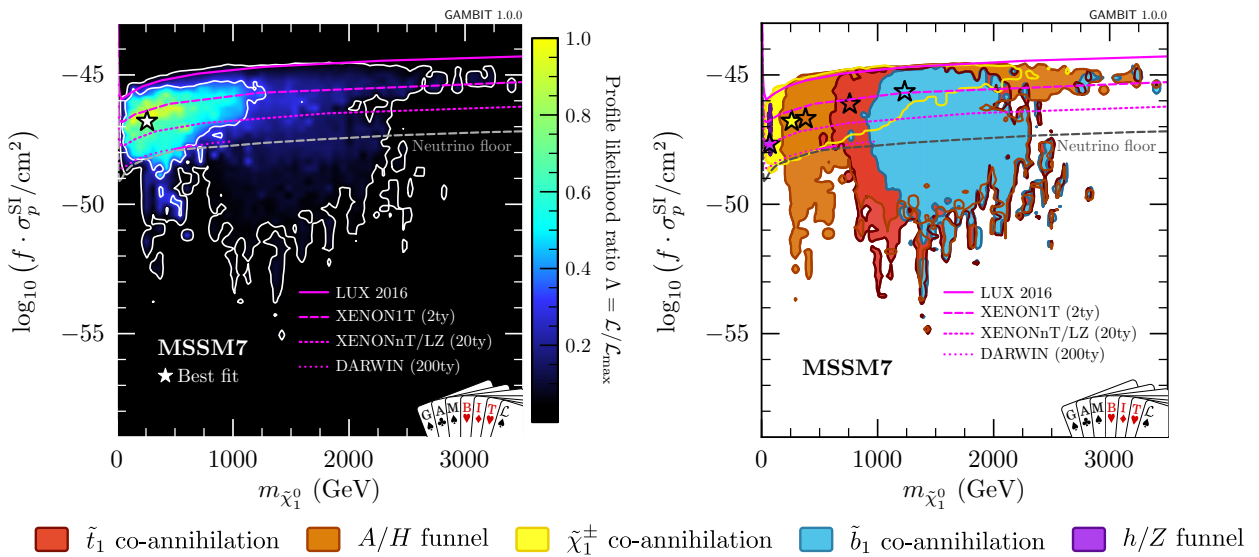 GAMBIT 1.0.0
−45
−50
−55
log₁₀ (f · σₚˢᴵ/cm²)
Neutrino floor
LUX 2016
XENON1T (2ty)
XENONnT/LZ (20ty)
DARWIN (200ty)
MSSM7
Best fit
G A M B I T L
0 1000 2000 3000
m_{χ̃₁⁰} (GeV)
1.0
0.8
0.6
0.4
0.2
Profile likelihood ratio Λ = ℒ/ℒmax
GAMBIT 1.0.0
−45
−50
−55
log₁₀ (f · σₚˢᴵ/cm²)
Neutrino floor
LUX 2016
XENON1T (2ty)
XENONnT/LZ (20ty)
DARWIN (200ty)
MSSM7
G A M B I T L
0 1000 2000 3000
m_{χ̃₁⁰} (GeV)
t̃₁ co-annihilation A/H funnel χ̃₁± co-annihilation b̃₁ co-annihilation h/Z funnel